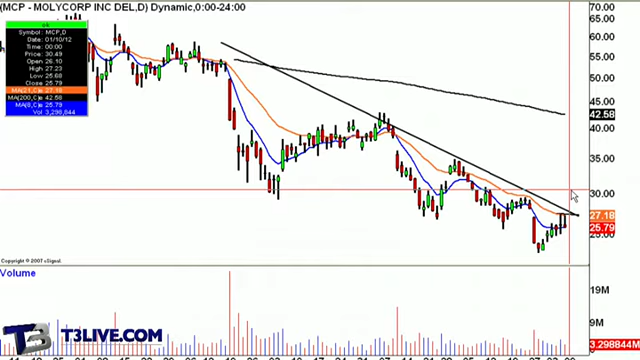 (MCP - MOLYCORP INC DEL,D) Dynamic,0:00-24:00
ok
Symbol : MCP,D
Date: 01/10/12
Time: 00:00
Price: 30.49
Open 26.10
High 27.23
Low 25.68
Close 25.79
MA(21,C)= 27.18
MA(200,C)= 42.58
MA(8,C)= 25.79
Vol 3,298,844
70.00
65.00
60.00
55.00
50.00
45.00
42.58
40.00
35.00
30.00
27.18
25.79
25.00
Copyright © 2007 eSignal.
Volume
19M
9M
3.298844M
T3
T3LIVE.COM